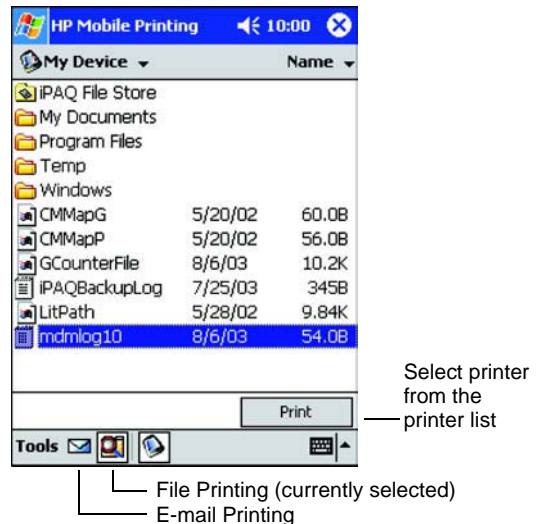 HP Mobile Printing 10:00
My Device Name
iPAQ File Store
My Documents
Program Files
Temp
Windows
CMMapG 5/20/02 60.0B
CMMapP 5/20/02 56.0B
GCounterFile 8/6/03 10.2K
iPAQBackupLog 7/25/03 345B
LitPath 5/28/02 9.84K
mdmlog10 8/6/03 54.0B
Print
Select printer
from the
printer list
Tools
File Printing (currently selected)
E-mail Printing